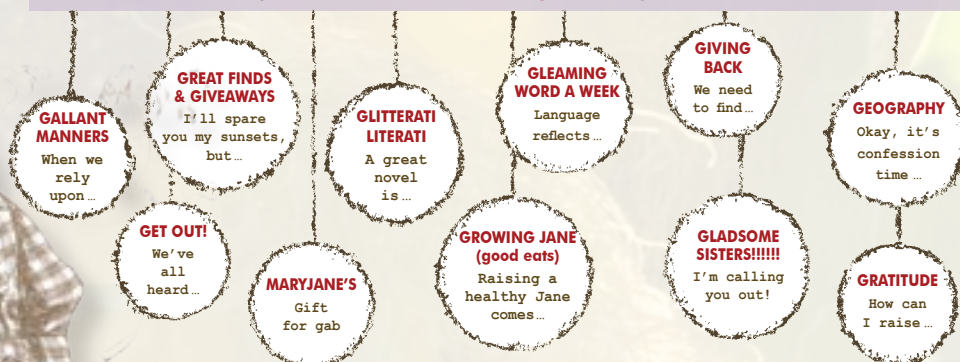 GALLANT
MANNERS
When we
rely
upon…
GREAT FINDS
& GIVEAWAYS
I'll spare
you my sunsets,
but…
GET OUT!
We've
all
heard…
MARYJANE'S
Gift
for gab
GLITTERATI
LITERATI
A great
novel
is…
GLEAMING
WORD A WEEK
Language
reflects…
GROWING JANE
(good eats)
Raising a
healthy Jane
comes…
GIVING
BACK
We need
to find…
GLADSOME
SISTERS!!!!!!
I'm calling
you out!
GEOGRAPHY
Okay, it's
confession
time…
GRATITUDE
How can
I raise…